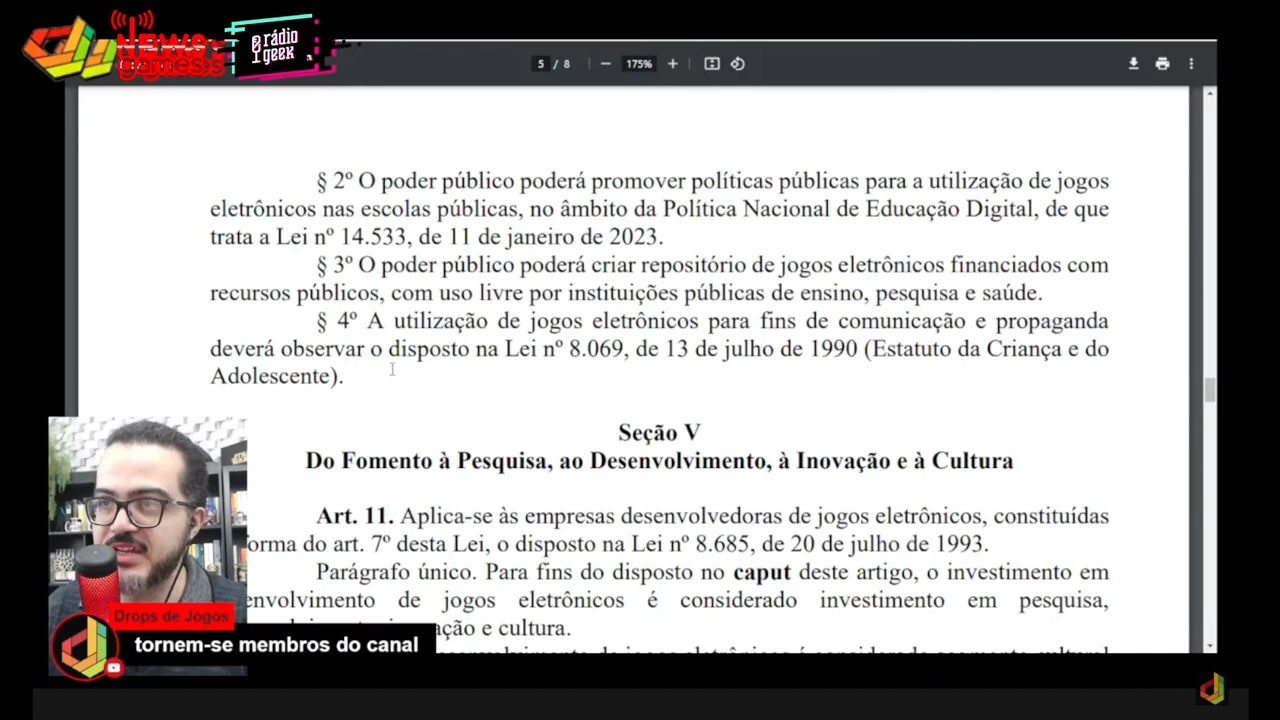 NEWS
games
rádio
geek
5 / 8
175%
§ 2º O poder público poderá promover políticas públicas para a utilização de jogos
eletrônicos nas escolas públicas, no âmbito da Política Nacional de Educação Digital, de que
trata a Lei nº 14.533, de 11 de janeiro de 2023.
§ 3º O poder público poderá criar repositório de jogos eletrônicos financiados com
recursos públicos, com uso livre por instituições públicas de ensino, pesquisa e saúde.
§ 4º A utilização de jogos eletrônicos para fins de comunicação e propaganda
deverá observar o disposto na Lei nº 8.069, de 13 de julho de 1990 (Estatuto da Criança e do
Adolescente).
Seção V
Do Fomento à Pesquisa, ao Desenvolvimento, à Inovação e à Cultura
Art. 11. Aplica-se às empresas desenvolvedoras de jogos eletrônicos, constituídas
orma do art. 7º desta Lei, o disposto na Lei nº 8.685, de 20 de julho de 1993.
Parágrafo único. Para fins do disposto no caput deste artigo, o investimento em
envolvimento de jogos eletrônicos é considerado investimento em pesquisa,
ação e cultura.
Drops de Jogos
tornem-se membros do canal